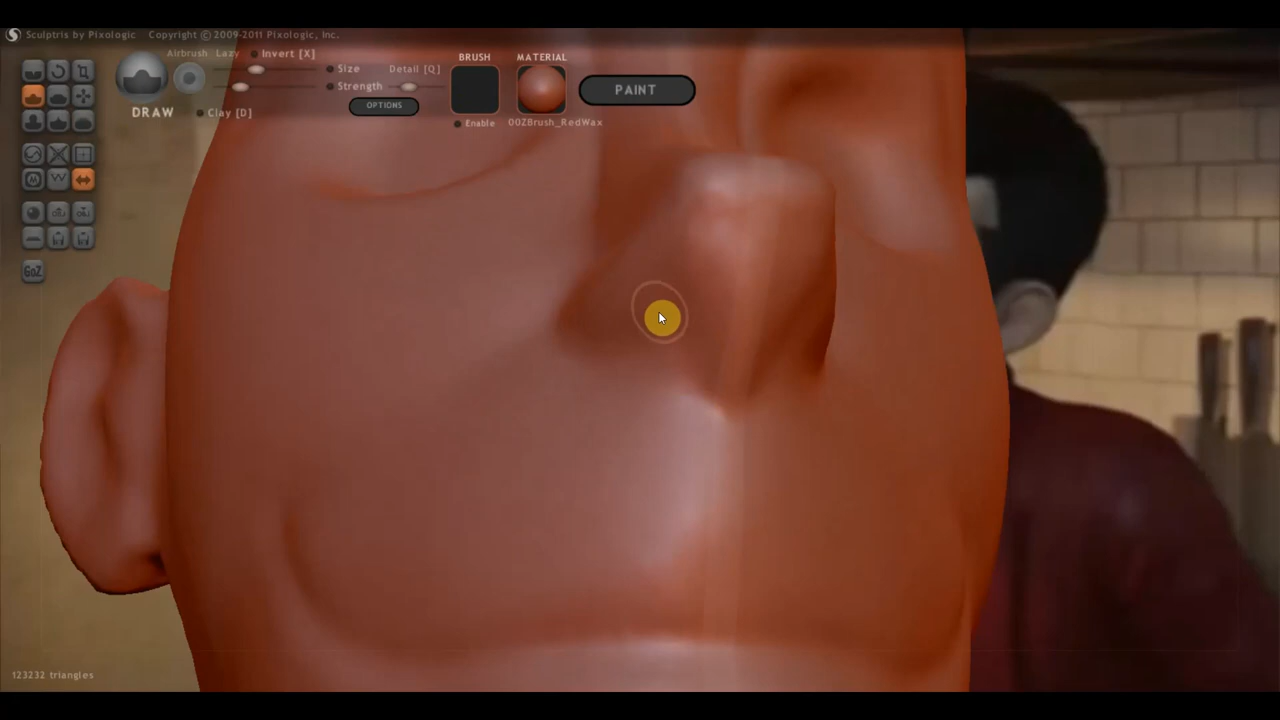 Sculptris by Pixologic Copyright © 2009-2011 Pixologic, Inc.
Airbrush Lazy Invert [X]
BRUSH MATERIAL
Size Detail [Q]
Strength
PAINT
OPTIONS
DRAW Clay [D]
Enable 00ZBrush_RedWax
GoZ
123232 triangles